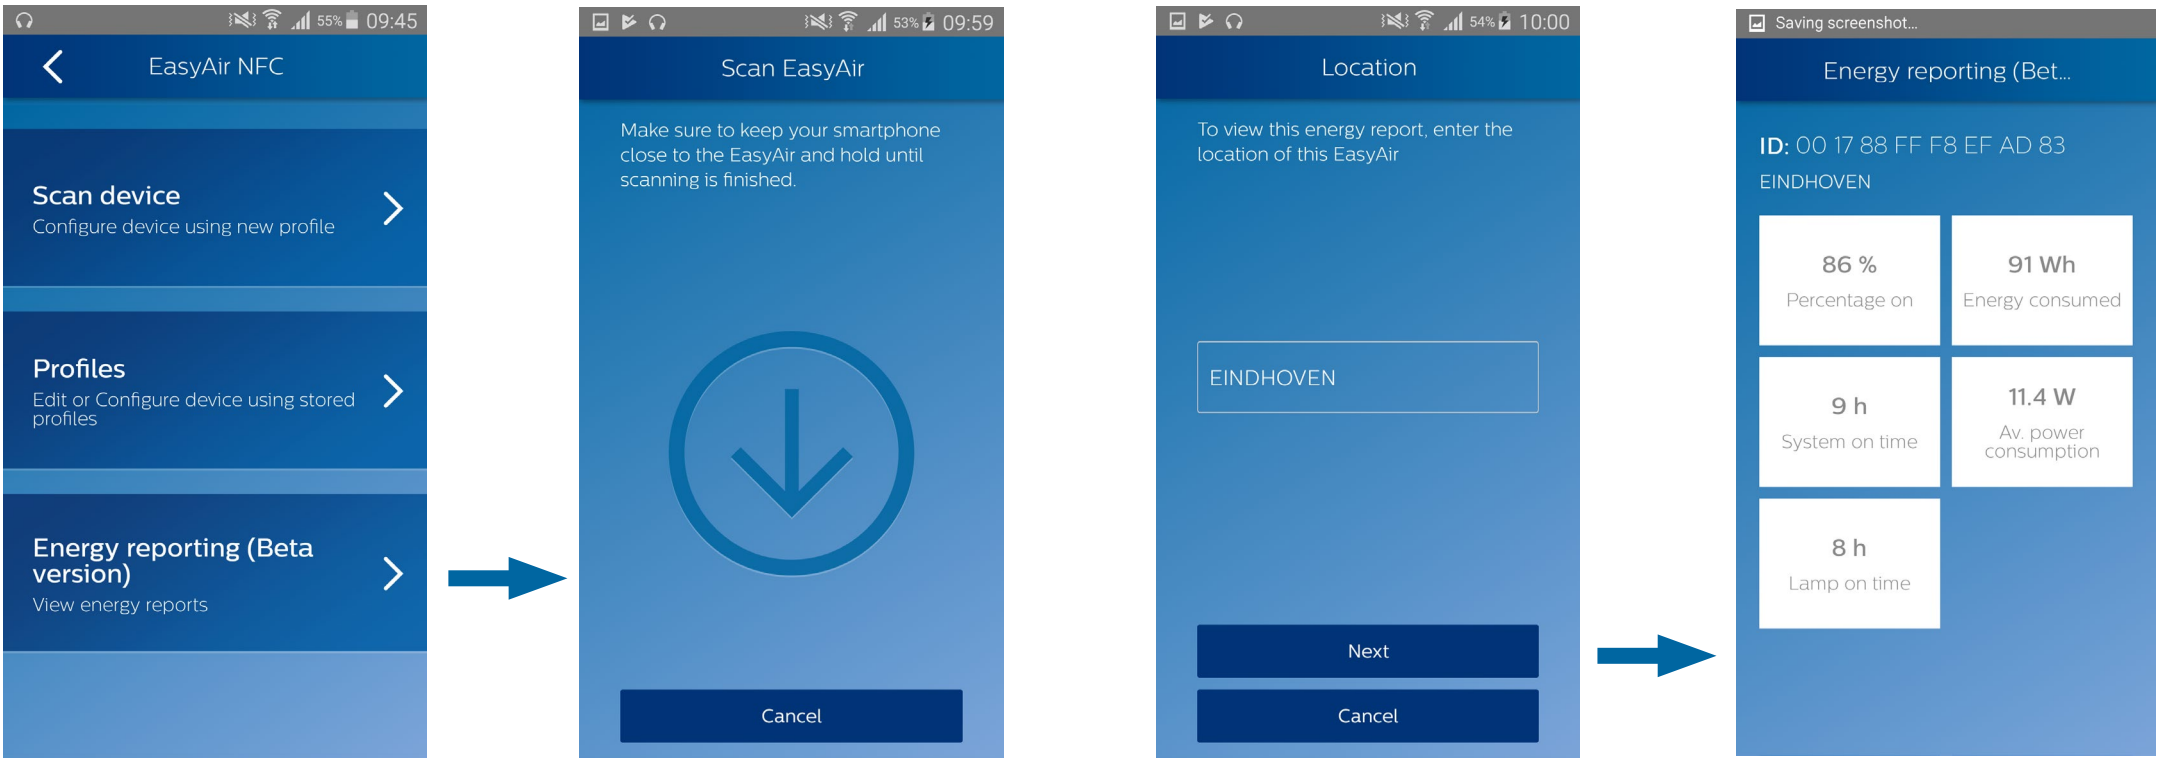 55% 09:45
EasyAir NFC
Scan device
Configure device using new profile
Profiles
Edit or Configure device using stored
profiles
Energy reporting (Beta
version)
View energy reports
53% 09:59
Scan EasyAir
Make sure to keep your smartphone
close to the EasyAir and hold until
scanning is finished.
Cancel
54% 10:00
Location
To view this energy report, enter the
location of this EasyAir
EINDHOVEN
Next
Cancel
Saving screenshot...
Energy reporting (Bet...
ID: 00 17 88 FF F8 EF AD 83
EINDHOVEN
86 %
Percentage on
91 Wh
Energy consumed
9 h
System on time
11.4 W
Av. power
consumption
8 h
Lamp on time